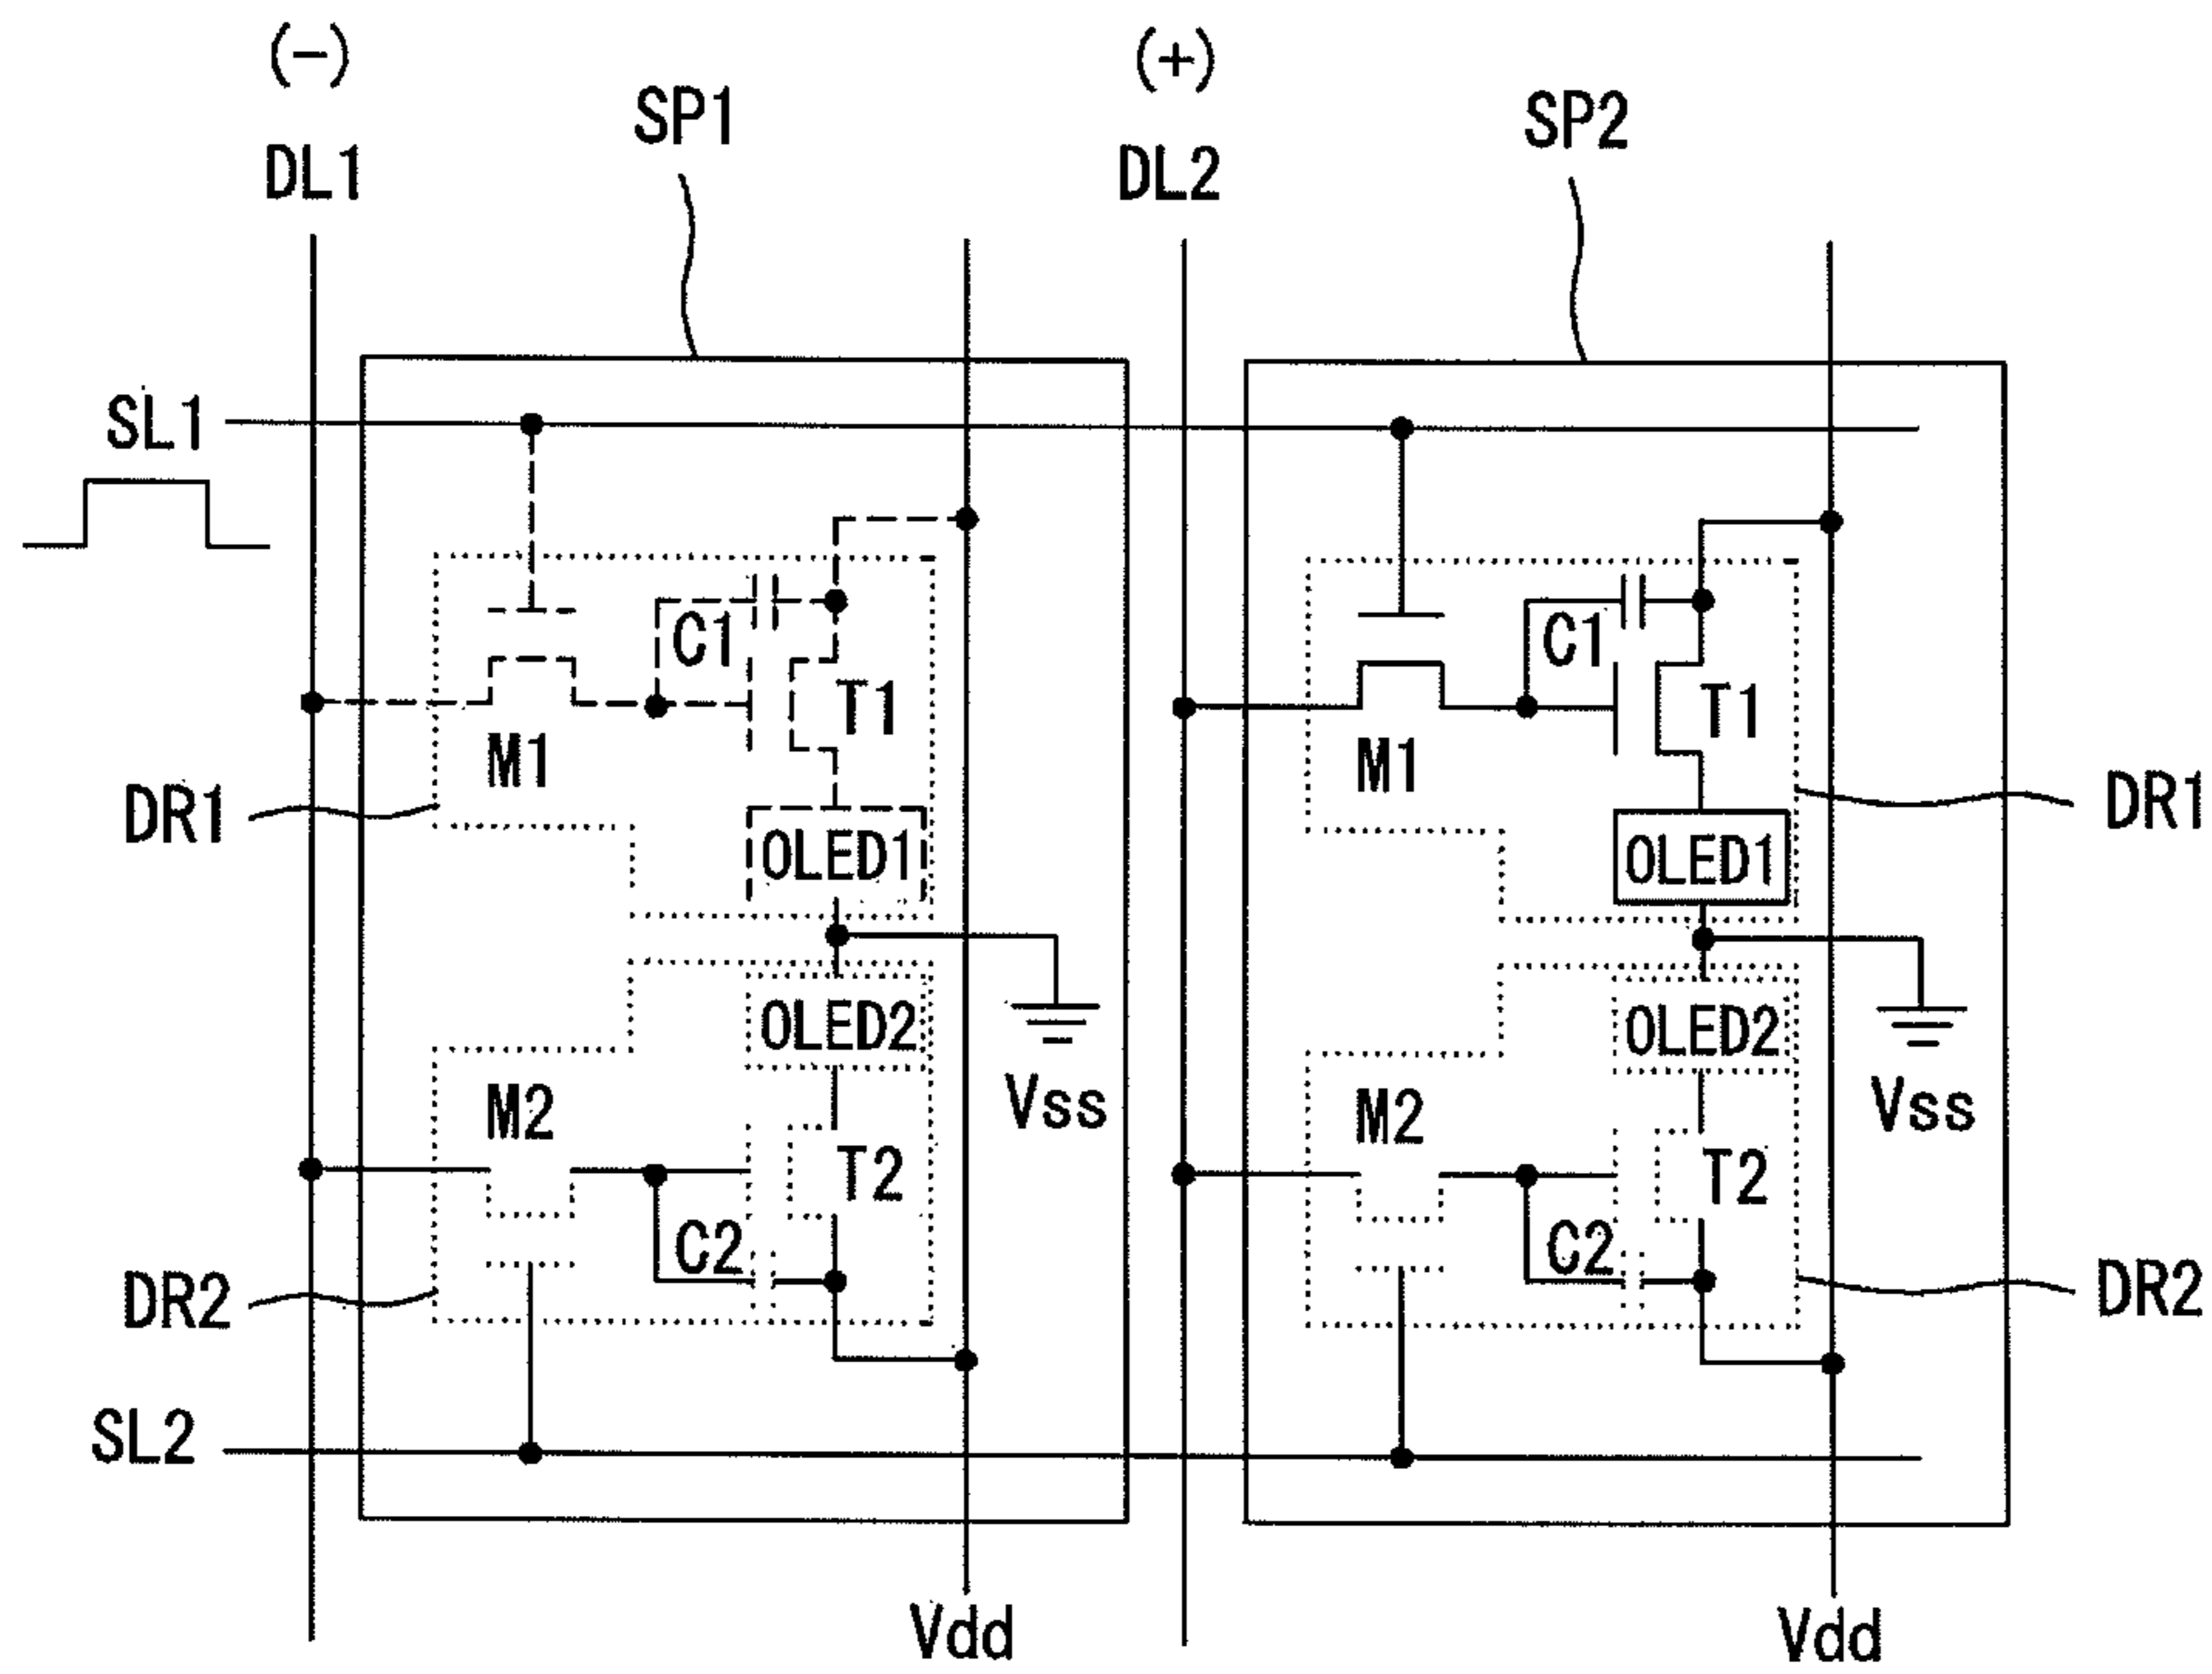 (-)
(+)
SP1
SP2
DL1
DL2
SL1
C1
C1
T1
T1
M1
M1
DR1
DR1
OLED1
OLED1
OLED2
OLED2
Vss
Vss
M2
M2
T2
T2
C2
C2
DR2
DR2
SL2
Vdd
Vdd